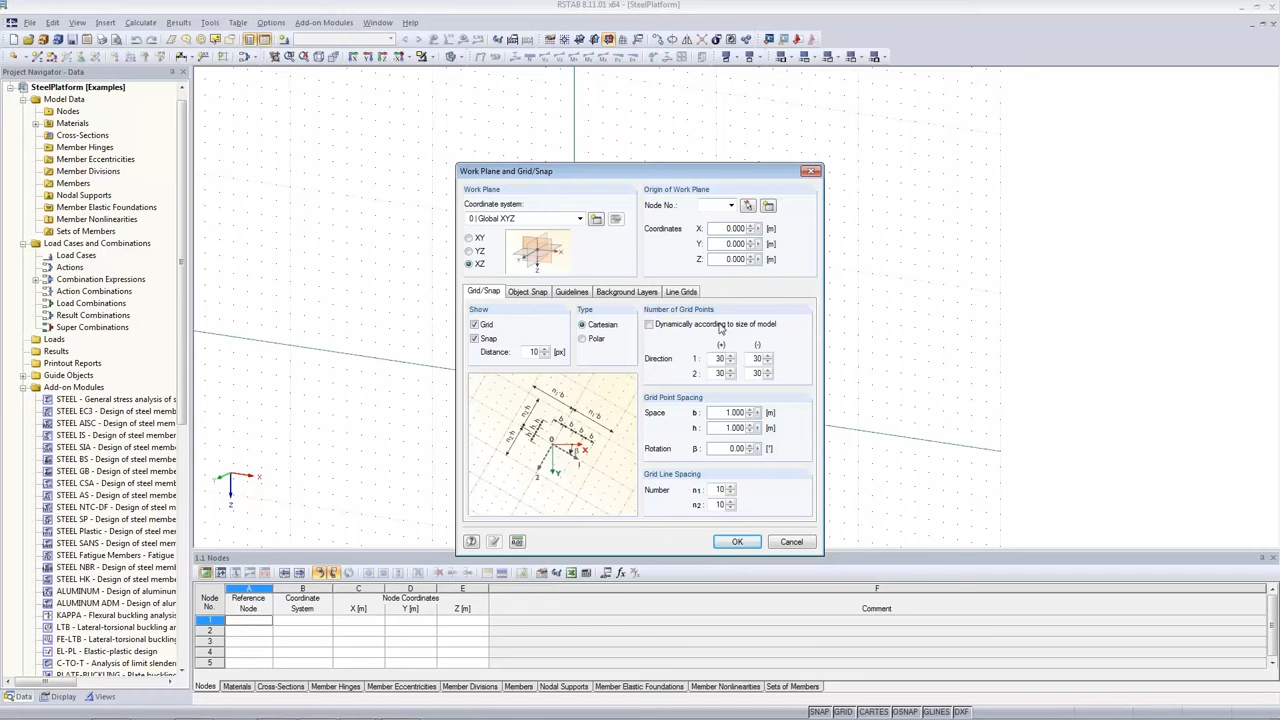 RSTAB 8.11.01 x64 - [SteelPlatform]
File Edit View Insert Calculate Results Tools Table Options Add-on Modules Window Help
Project Navigator - Data
SteelPlatform [Examples]
Model Data
Nodes
Materials
Cross-Sections
Member Hinges
Member Eccentricities
Member Divisions
Members
Nodal Supports
Member Elastic Foundations
Member Nonlinearities
Sets of Members
Load Cases and Combinations
Load Cases
Actions
Combination Expressions
Action Combinations
Load Combinations
Result Combinations
Super Combinations
Loads
Results
Printout Reports
Guide Objects
Add-on Modules
STEEL - General stress analysis of
STEEL EC3 - Design of steel memb
STEEL AISC - Design of steel mem
STEEL IS - Design of steel member
STEEL SIA - Design of steel memb
STEEL BS - Design of steel membe
STEEL GB - Design of steel membe
STEEL CSA - Design of steel memb
STEEL AS - Design of steel membe
STEEL NTC-DF - Design of steel m
STEEL SP - Design of steel membe
STEEL Plastic - Design of steel me
STEEL SANS - Design of steel mem
STEEL Fatigue Members - Fatigue
STEEL NBR - Design of steel mem
STEEL HK - Design of steel membe
ALUMINUM - Design of aluminum
ALUMINUM ADM - Design of alum
KAPPA - Flexural buckling analysis
LTB - Lateral-torsional buckling
FE-LTB - Lateral-torsional bucklin
EL-PL - Elastic-plastic design
C-TO-T - Analysis of limit slender
PLATE-BUCKLING - Plate buckling
Data Display Views
Y X
Z
Work Plane and Grid/Snap
Work Plane
Coordinate system:
0 | Global XYZ
XY
YZ
XZ
Origin of Work Plane
Node No.:
Coordinates X: 0.000 [m]
Y: 0.000 [m]
Z: 0.000 [m]
Grid/Snap Object Snap Guidelines Background Layers Line Grids
Show
Grid
Snap
Distance: 10 [px]
Type
Cartesian
Polar
Number of Grid Points
Dynamically according to size of model
(+) (-)
Direction 1: 30 30
2: 30 30
Grid Point Spacing
Space b: 1.000 [m]
h: 1.000 [m]
Rotation β: 0.00 [°]
Grid Line Spacing
Number n1: 10
n2: 10
OK Cancel
1.1 Nodes
A B C D E F
Node Reference Coordinate Node Coordinates
No. Node System X [m] Y [m] Z [m] Comment
1
2
3
4
5
Nodes Materials Cross-Sections Member Hinges Member Eccentricities Member Divisions Members Nodal Supports Member Elastic Foundations Member Nonlinearities Sets of Members
SNAP GRID CARTES OSNAP GLINES DXF